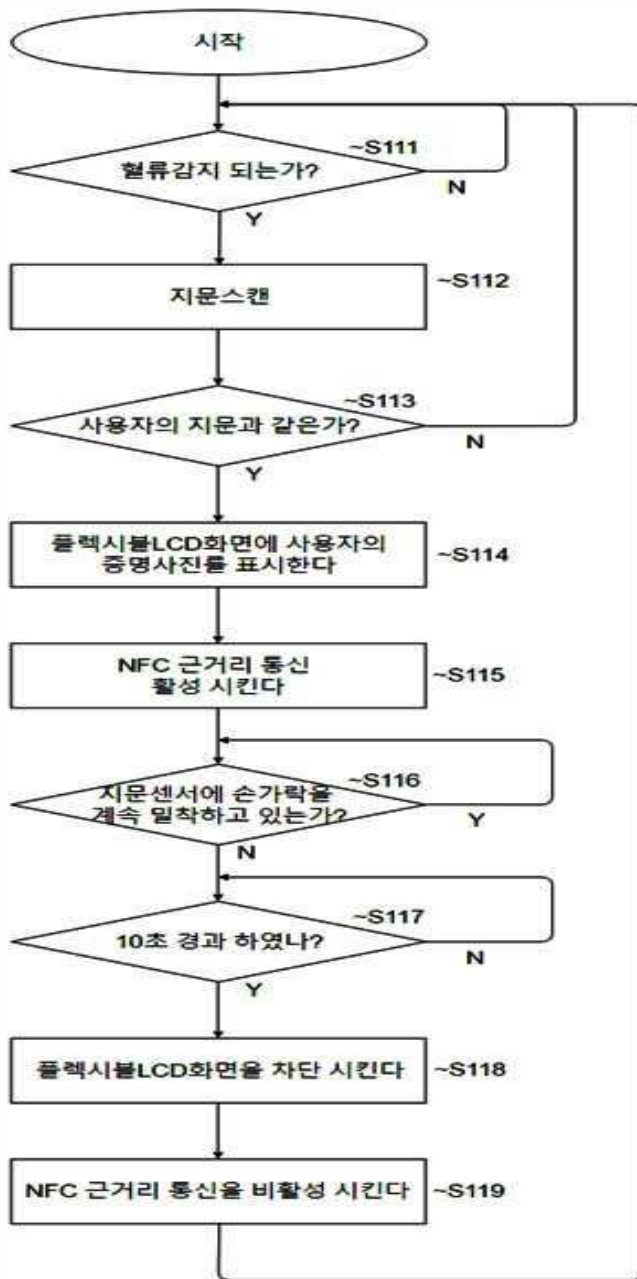 시작
~S111
혈류감지 되는가?
N
Y
지문스캔
~S112
~S113
사용자의 지문과 같은가?
N
Y
플렉시블LCD화면에 사용자의
증명사진를 표시한다
~S114
NFC 근거리 통신
활성 시킨다
~S115
~S116
지문센서에 손가락을
계속 밀착하고 있는가?
Y
N
~S117
10초 경과 하였나?
N
Y
플렉시블LCD화면을 차단 시킨다
~S118
NFC 근거리 통신을 비활성 시킨다
~S119